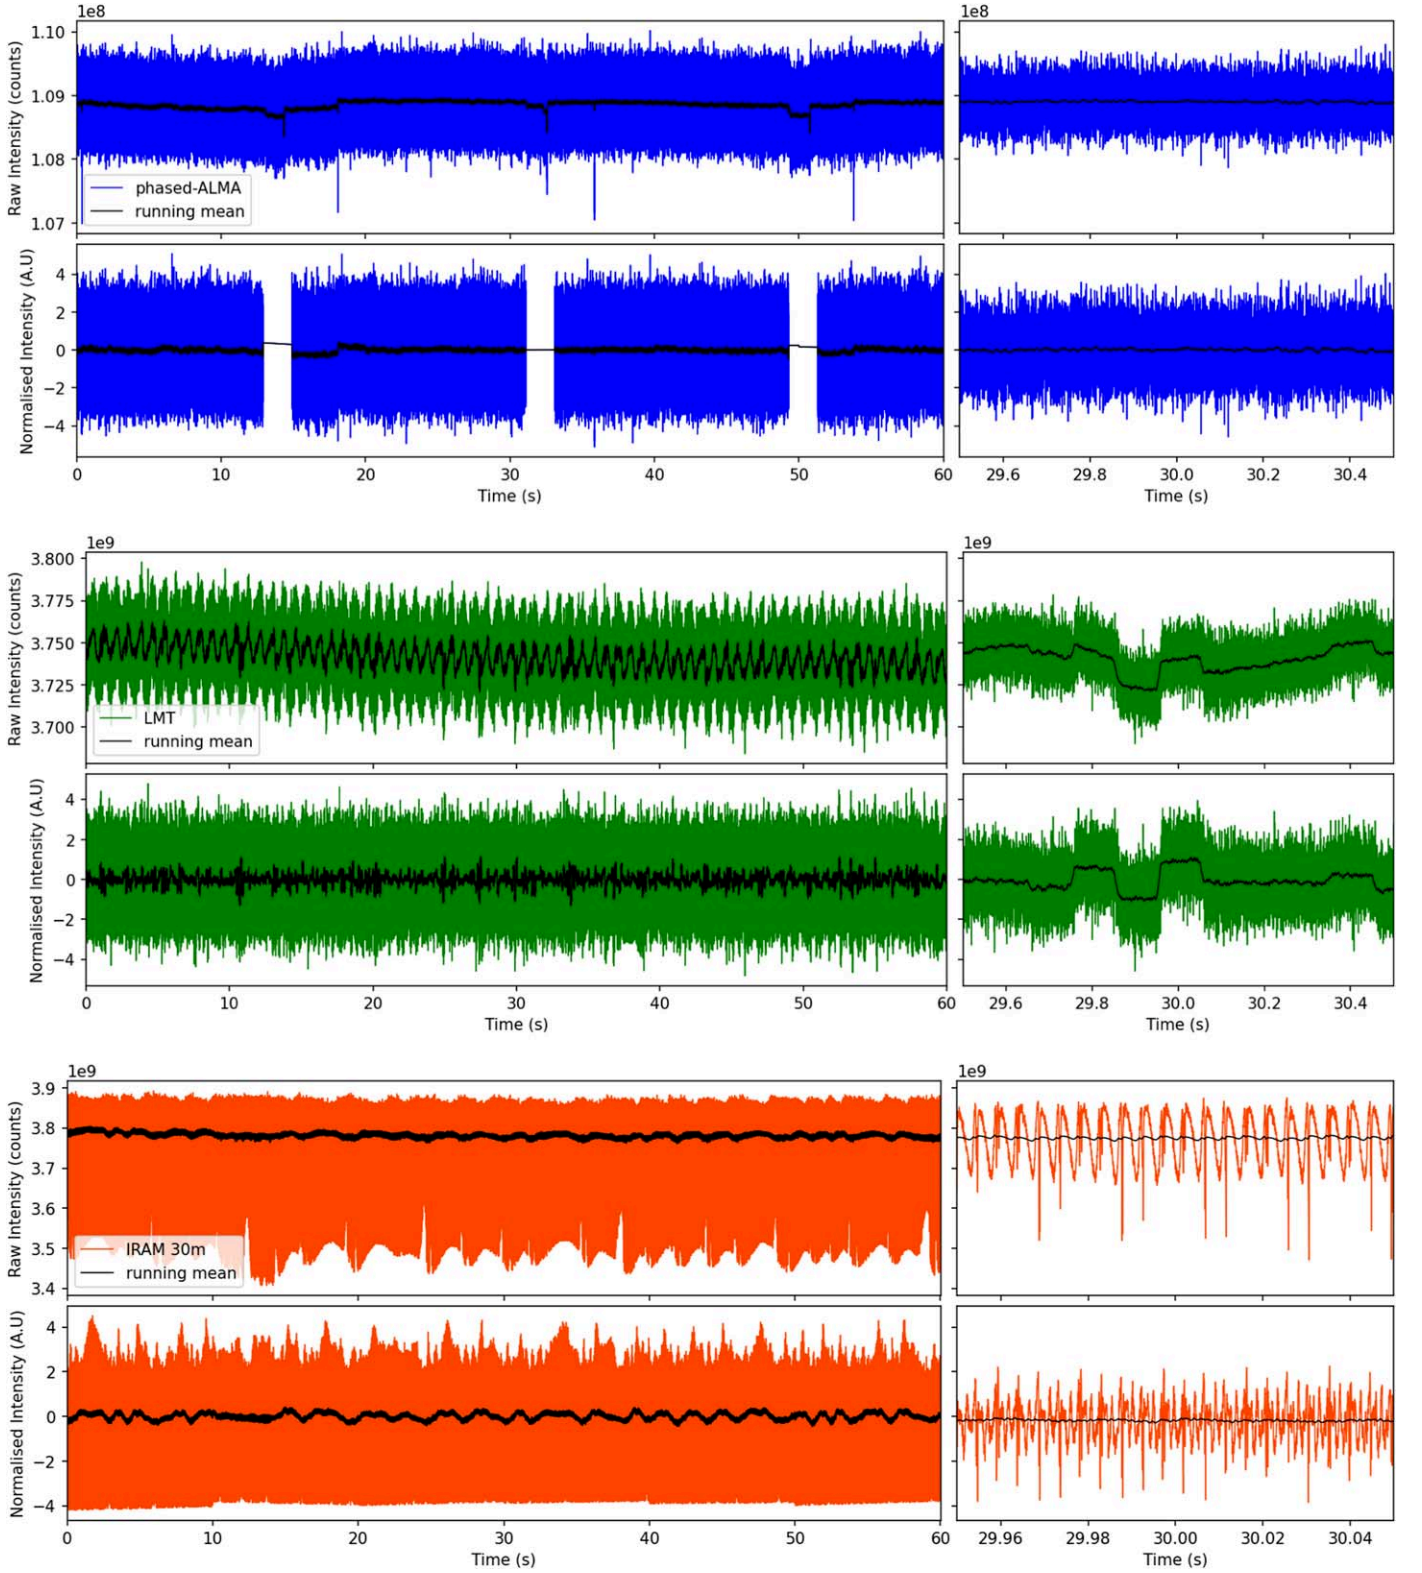 1e8
1e8
Raw Intensity (counts)
1.10
1.09
1.08
1.07
phased-ALMA
running mean
Normalised Intensity (A.U)
4
2
0
−2
−4
0 10 20 30 40 50 60
29.6 29.8 30.0 30.2 30.4
Time (s)
Time (s)
1e9
1e9
Raw Intensity (counts)
3.800
3.775
3.750
3.725
3.700
LMT
running mean
Normalised Intensity (A.U)
4
2
0
−2
−4
0 10 20 30 40 50 60
29.6 29.8 30.0 30.2 30.4
Time (s)
Time (s)
1e9
1e9
Raw Intensity (counts)
3.9
3.8
3.7
3.6
3.5
3.4
IRAM 30m
running mean
Normalised Intensity (A.U)
4
2
0
−2
−4
0 10 20 30 40 50 60
29.96 29.98 30.00 30.02 30.04
Time (s)
Time (s)